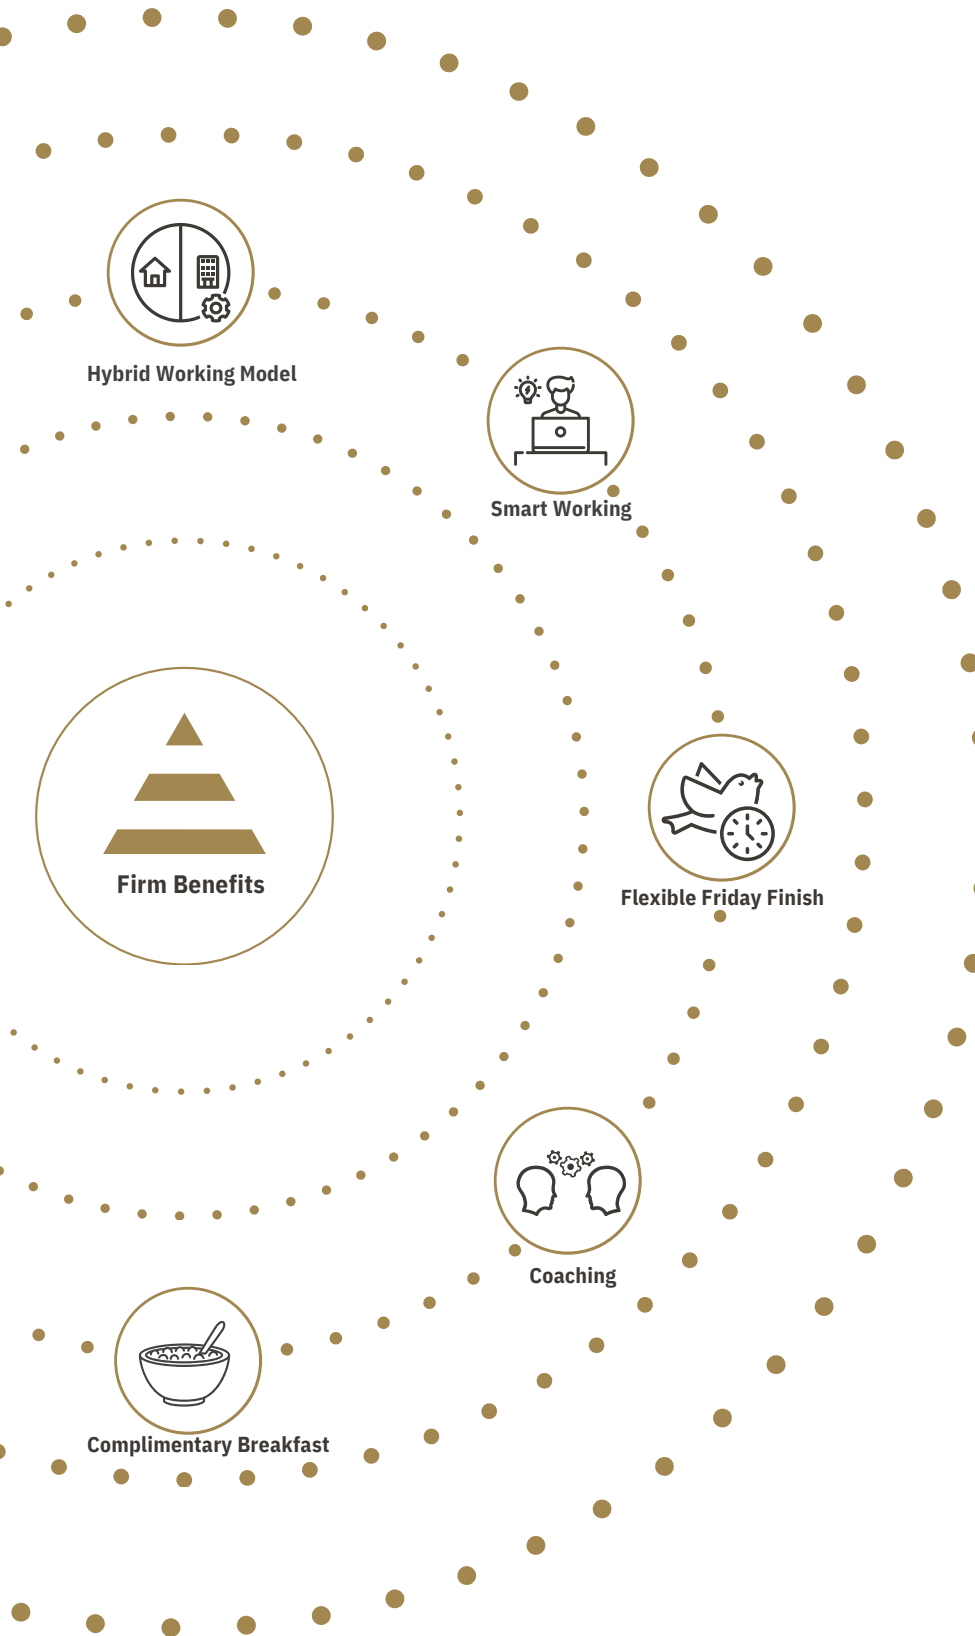 Hybrid Working Model
Smart Working
Firm Benefits
Flexible Friday Finish
Coaching
Complimentary Breakfast